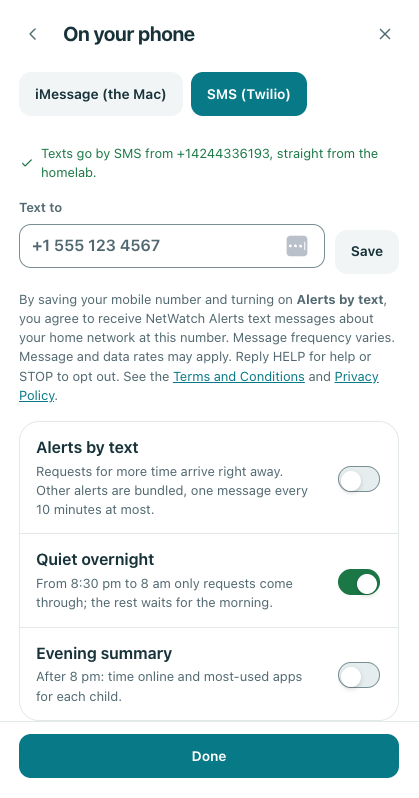 On your phone
iMessage (the Mac)
SMS (Twilio)
Texts go by SMS from +14244336193, straight from the
homelab.
Text to
+1 555 123 4567
Save
By saving your mobile number and turning on Alerts by text,
you agree to receive NetWatch Alerts text messages about
your home network at this number. Message frequency varies.
Message and data rates may apply. Reply HELP for help or
STOP to opt out. See the Terms and Conditions and Privacy
Policy.
Alerts by text
Requests for more time arrive right away.
Other alerts are bundled, one message every
10 minutes at most.
Quiet overnight
From 8:30 pm to 8 am only requests come
through; the rest waits for the morning.
Evening summary
After 8 pm: time online and most-used apps
for each child.
Done